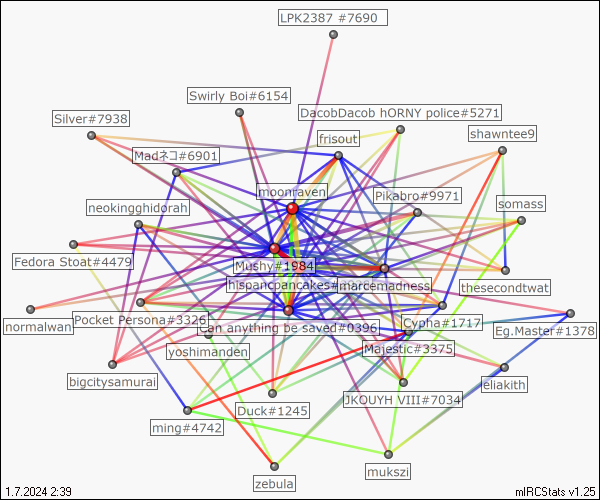 LPK2387 #7690
Swirly Boi#6154
DacobDacob hORNY police#5271
Silver#7938
shawntee9
frisout
Madネコ#6901
moonraven
Pikabro#9971
neokingghidorah
somass
Fedora Stoat#4479
Mushy#1984
hispancpancakes#
marcemadness
thesecondtwat
Pocket Persona#3326
can anything be saved#0396
Cypha#1717
normalwan
Eg.Master#1378
yoshimanden
Majestic#3375
bigcitysamurai
eliakith
JKOUYH VIII#7034
Duck#1245
ming#4742
mukszi
zebula
1.7.2024 2:39
mIRCStats v1.25